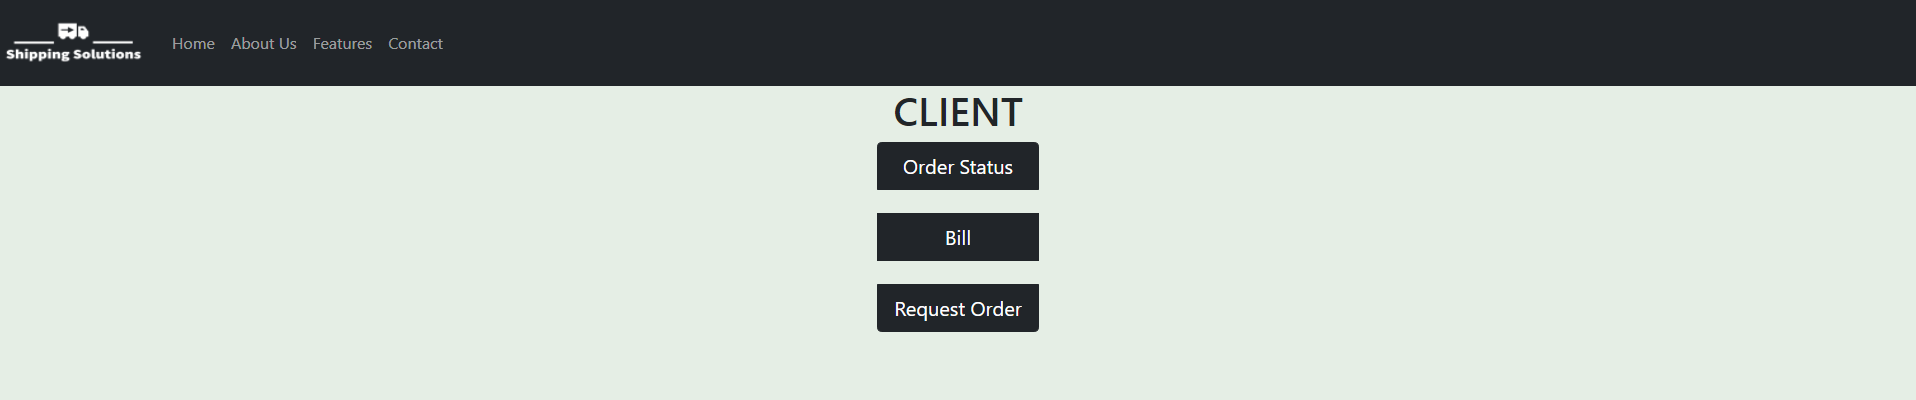 Shipping Solutions
Home About Us Features Contact
CLIENT
Order Status
Bill
Request Order